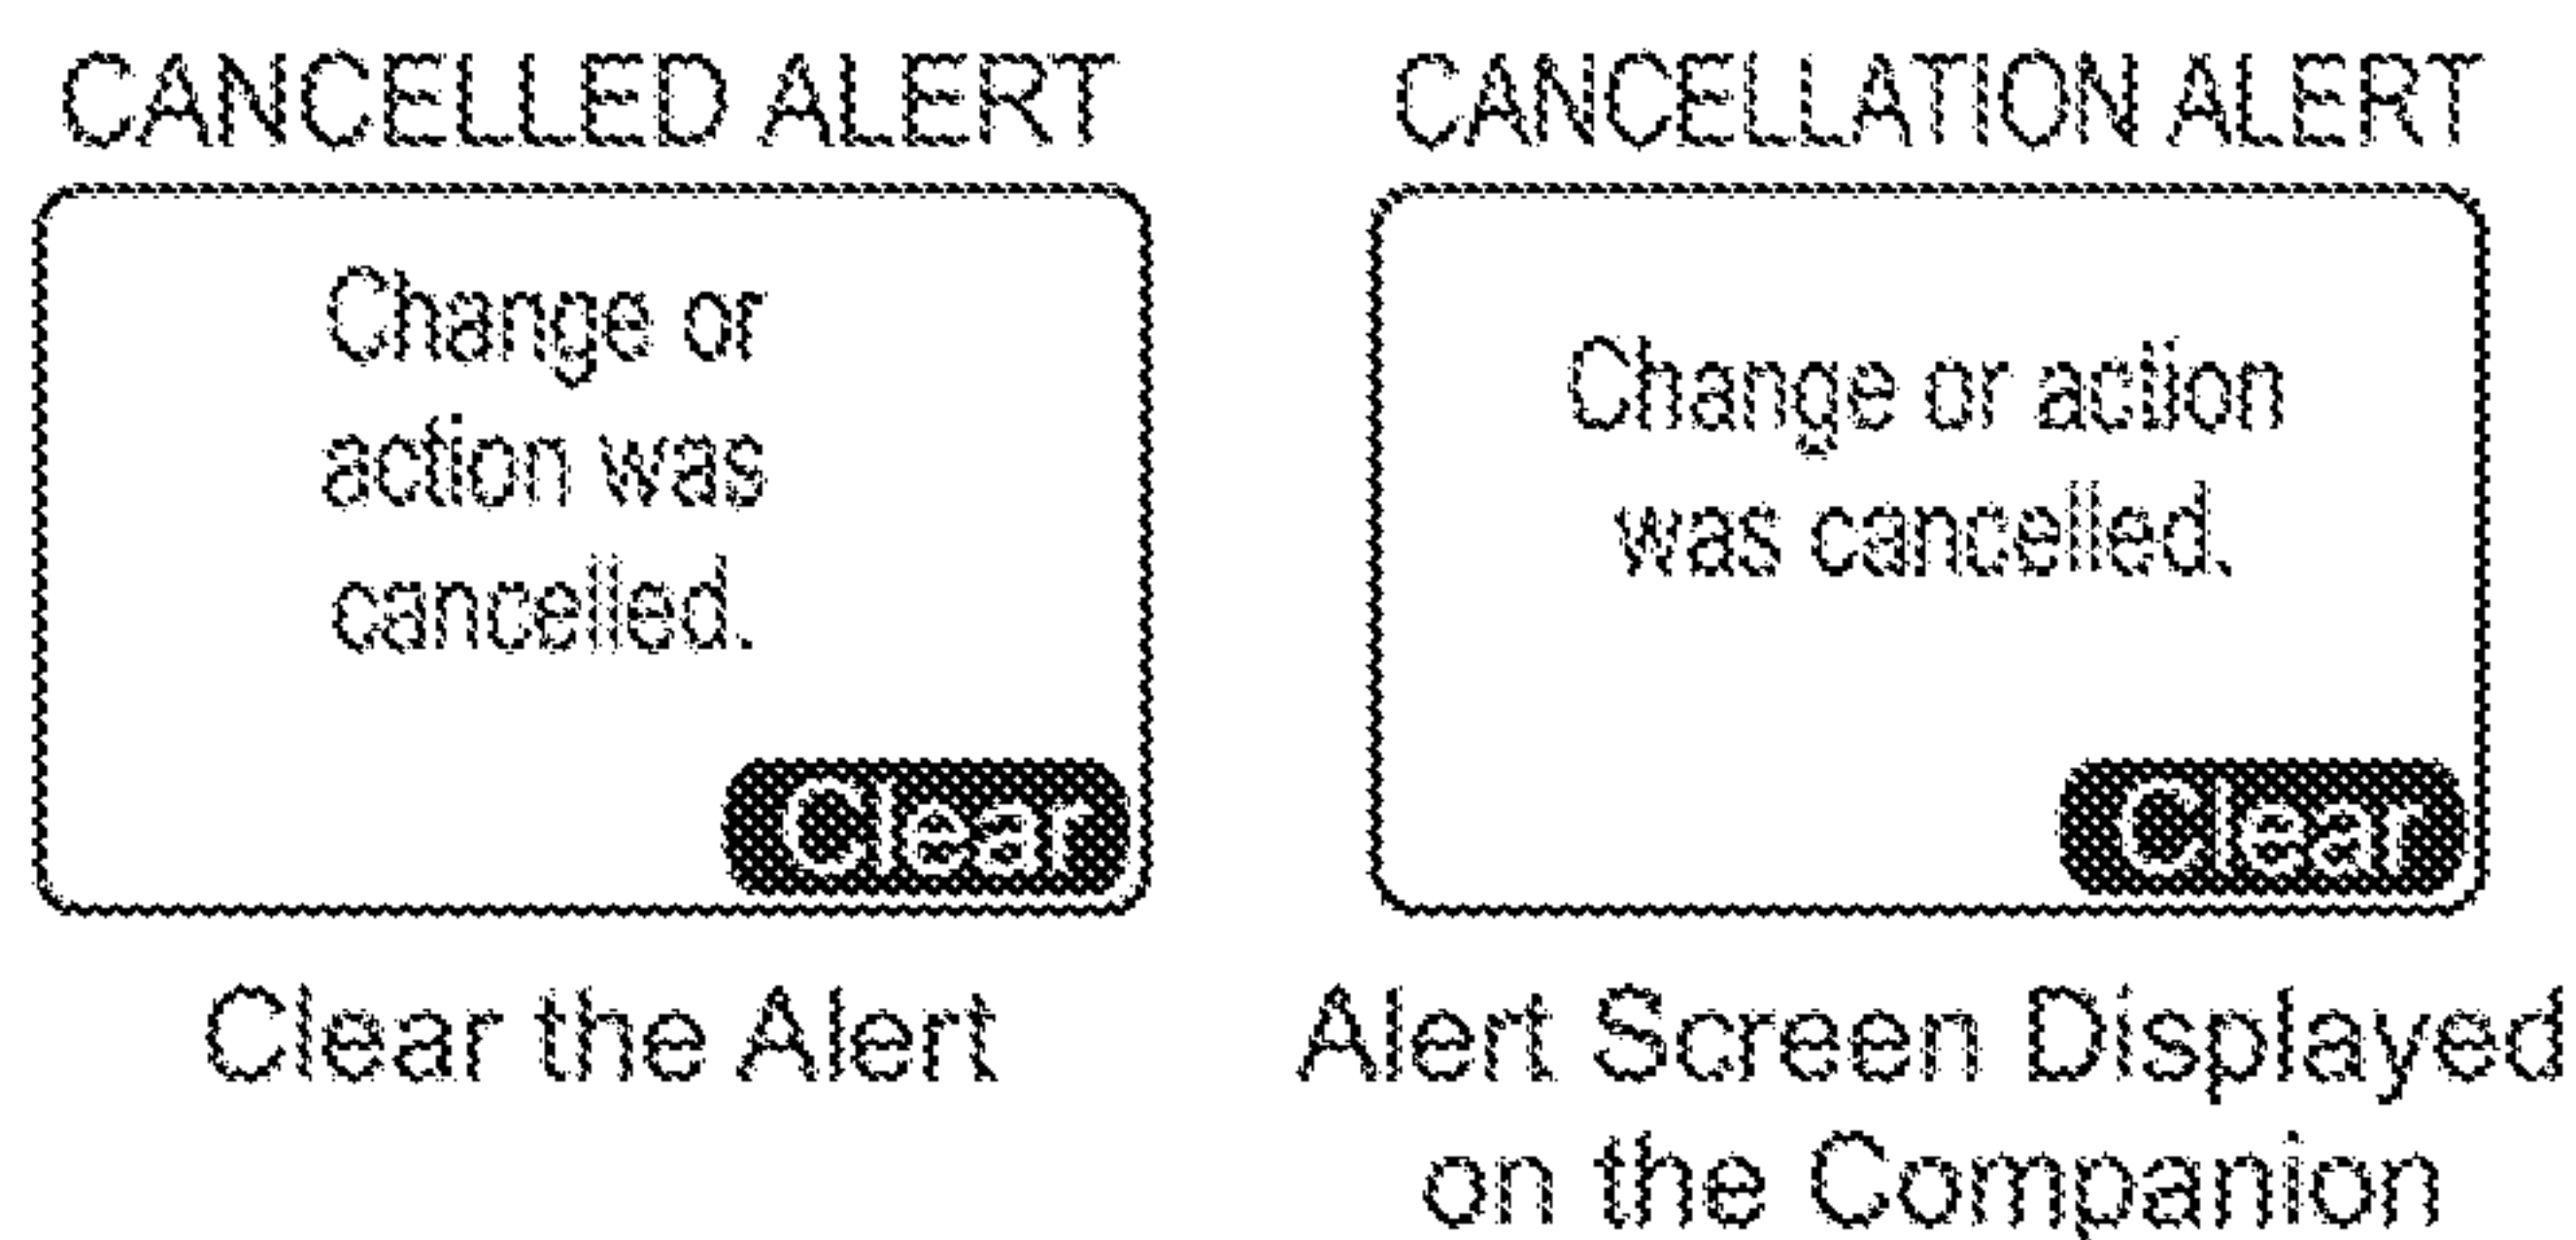 CANCELLED ALERT
Change or
action was
cancelled.
Clear
Clear the Alert
CANCELLATION ALERT
Change or action
was cancelled.
Clear
Alert Screen Displayed
on the Companion